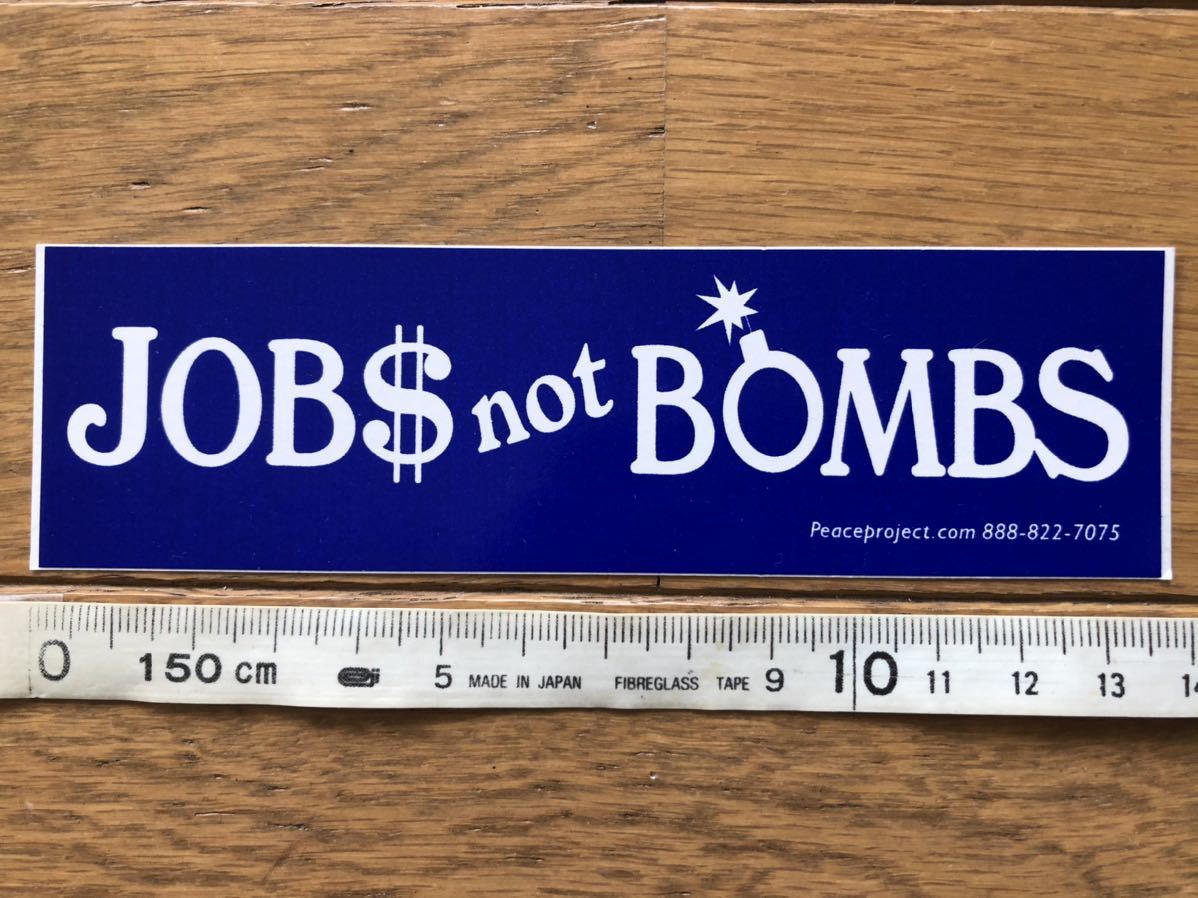 JOB$ not BOMBS
Peaceproject.com 888-822-7075
0 150 cm 5 MADE IN JAPAN FIBREGLASS TAPE 9 10 11 12 13